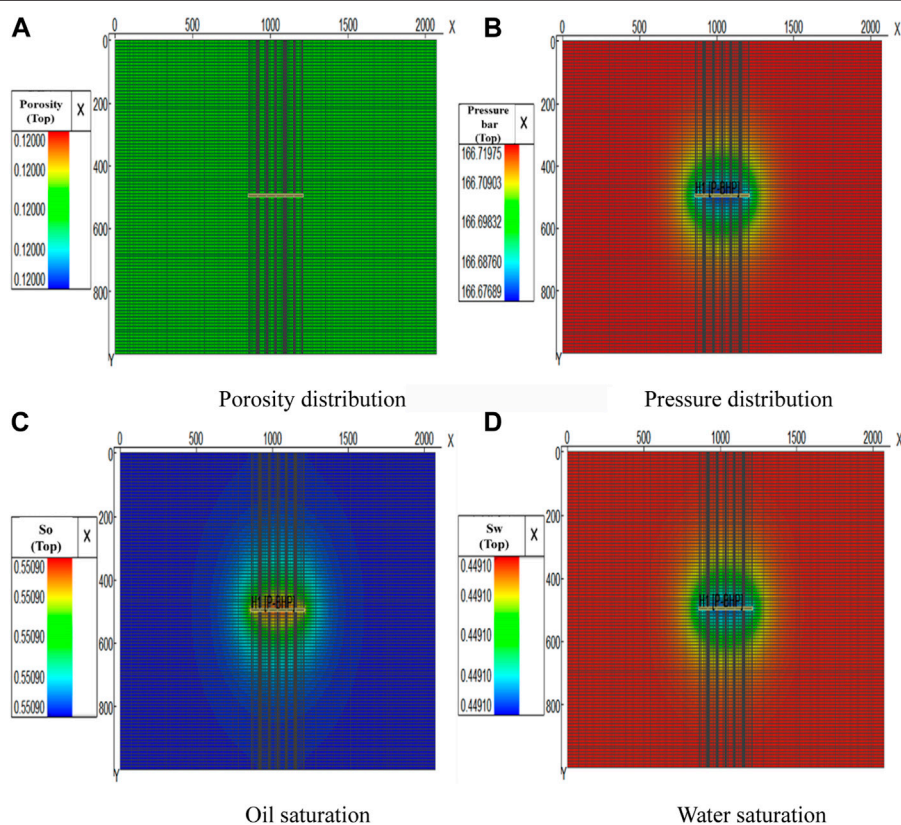 A
0 500 1000 1500 2000 X
Porosity
(Top)
X
0.12000
0.12000
0.12000
0.12000
0.12000
0
200
400
600
800
Y
Porosity distribution
B
0 500 1000 1500 2000 X
Pressure
bar
(Top)
X
166.71975
166.70903
166.69832
166.68760
166.67689
0
200
400
600
800
Y
H1 [P-BHP]
Pressure distribution
C
0 500 1000 1500 2000 X
So
(Top)
X
0.55090
0.55090
0.55090
0.55090
0.55090
0
200
400
600
800
Y
H1 [P-BHP]
Oil saturation
D
0 500 1000 1500 2000 X
Sw
(Top)
X
0.44910
0.44910
0.44910
0.44910
0.44910
0
200
400
600
800
Y
H1 [P-BHP]
Water saturation